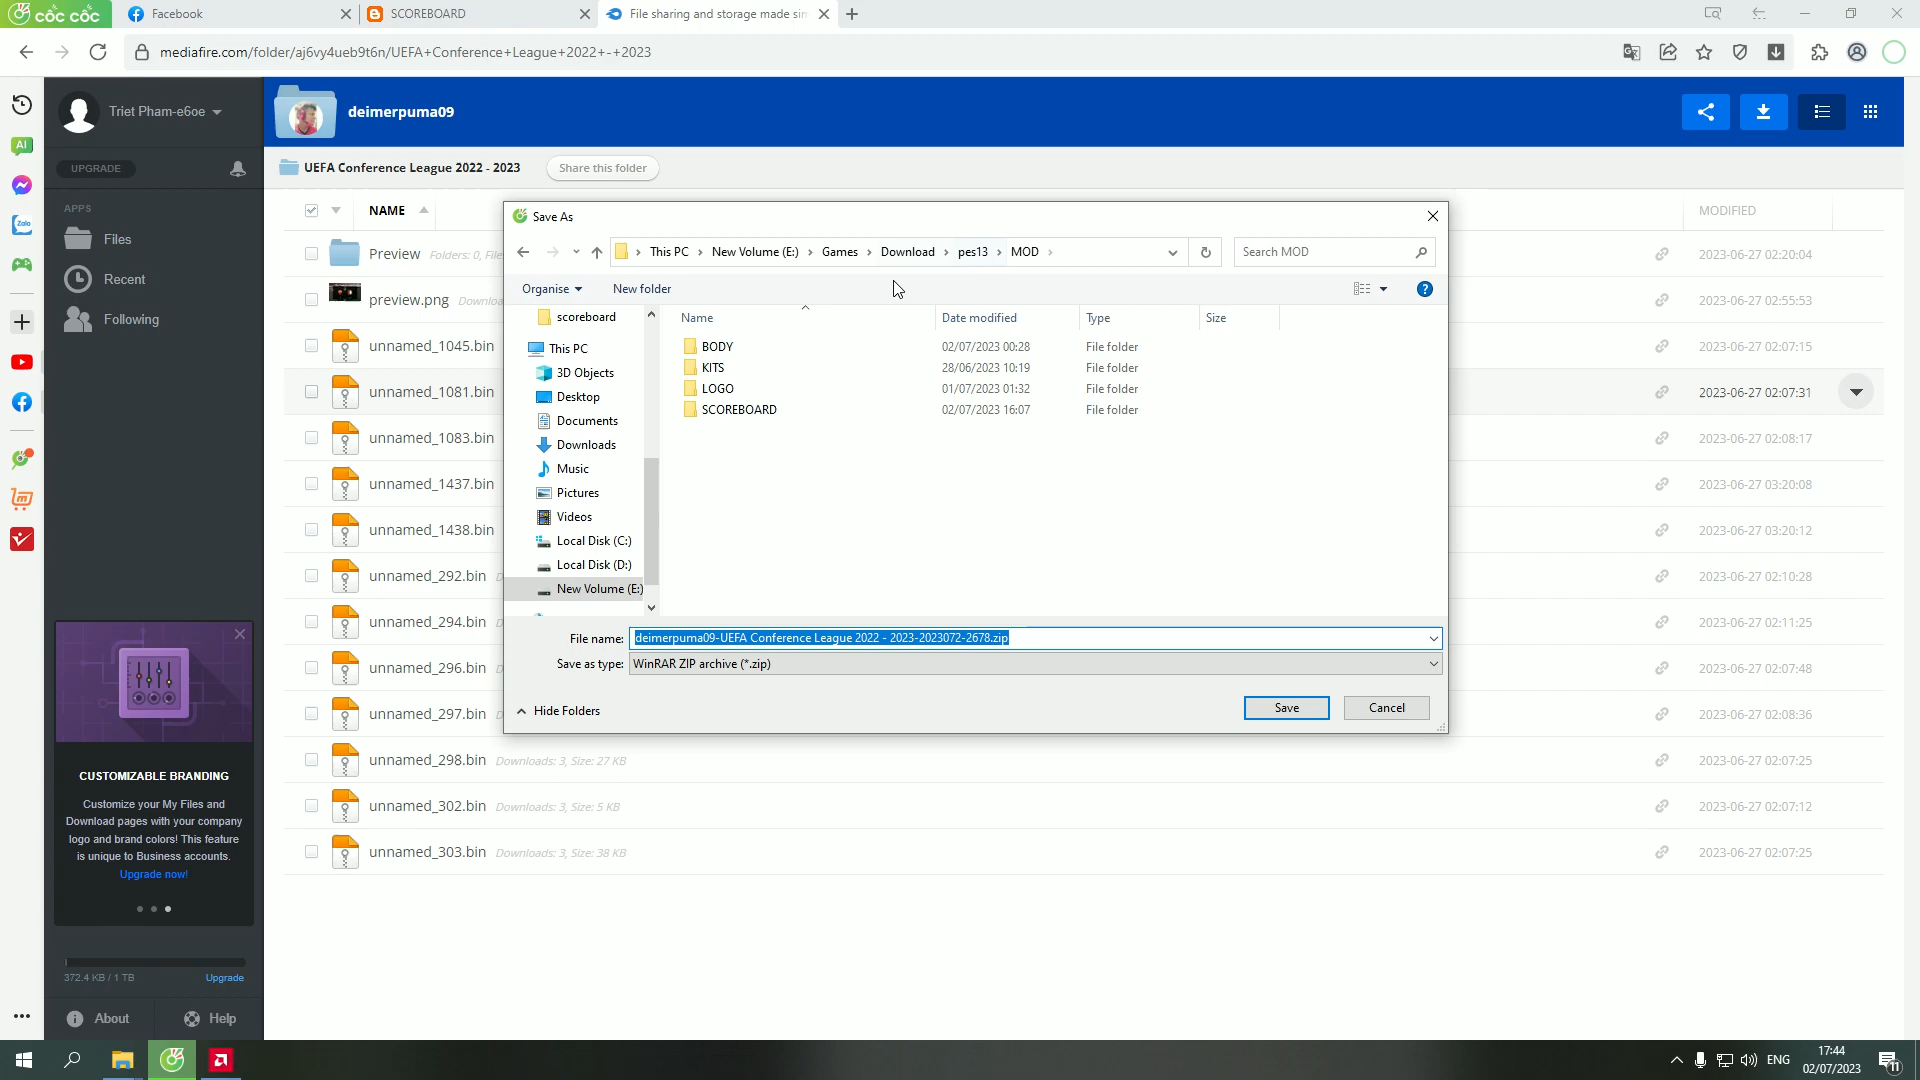 cốc cốc
Facebook
SCOREBOARD
File sharing and storage made sim
mediafire.com/folder/aj6vy4ueb9t6n/UEFA+Conference+League+2022+-+2023
Triet Pham-e6oe
deimerpuma09
UPGRADE
UEFA Conference League 2022 - 2023
Share this folder
APPS
Files
Recent
Following
NAME
MODIFIED
Preview Folders: 0, File
2023-06-27 02:20:04
preview.png Downloa
2023-06-27 02:55:53
unnamed_1045.bin
2023-06-27 02:07:15
unnamed_1081.bin
2023-06-27 02:07:31
unnamed_1083.bin
2023-06-27 02:08:17
unnamed_1437.bin
2023-06-27 03:20:08
unnamed_1438.bin
2023-06-27 03:20:12
unnamed_292.bin
2023-06-27 02:10:28
unnamed_294.bin
2023-06-27 02:11:25
unnamed_296.bin
2023-06-27 02:07:48
unnamed_297.bin
2023-06-27 02:08:36
unnamed_298.bin Downloads: 3, Size: 27 KB
2023-06-27 02:07:25
unnamed_302.bin Downloads: 3, Size: 5 KB
2023-06-27 02:07:12
unnamed_303.bin Downloads: 3, Size: 38 KB
2023-06-27 02:07:25
Save As
This PC › New Volume (E:) › Games › Download › pes13 › MOD ›
Search MOD
Organise
New folder
scoreboard
This PC
3D Objects
Desktop
Documents
Downloads
Music
Pictures
Videos
Local Disk (C:)
Local Disk (D:)
New Volume (E:)
Name Date modified Type Size
BODY 02/07/2023 00:28 File folder
KITS 28/06/2023 10:19 File folder
LOGO 01/07/2023 01:32 File folder
SCOREBOARD 02/07/2023 16:07 File folder
File name: deimerpuma09-UEFA Conference League 2022 - 2023-2023072-2678.zip
Save as type: WinRAR ZIP archive (*.zip)
Hide Folders
Save
Cancel
CUSTOMIZABLE BRANDING
Customize your My Files and
Download pages with your company
logo and brand colors! This feature
is unique to Business accounts.
Upgrade now!
372.4 KB / 1 TB
Upgrade
About
Help
AI
Zalo
ENG
17:44
02/07/2023
11